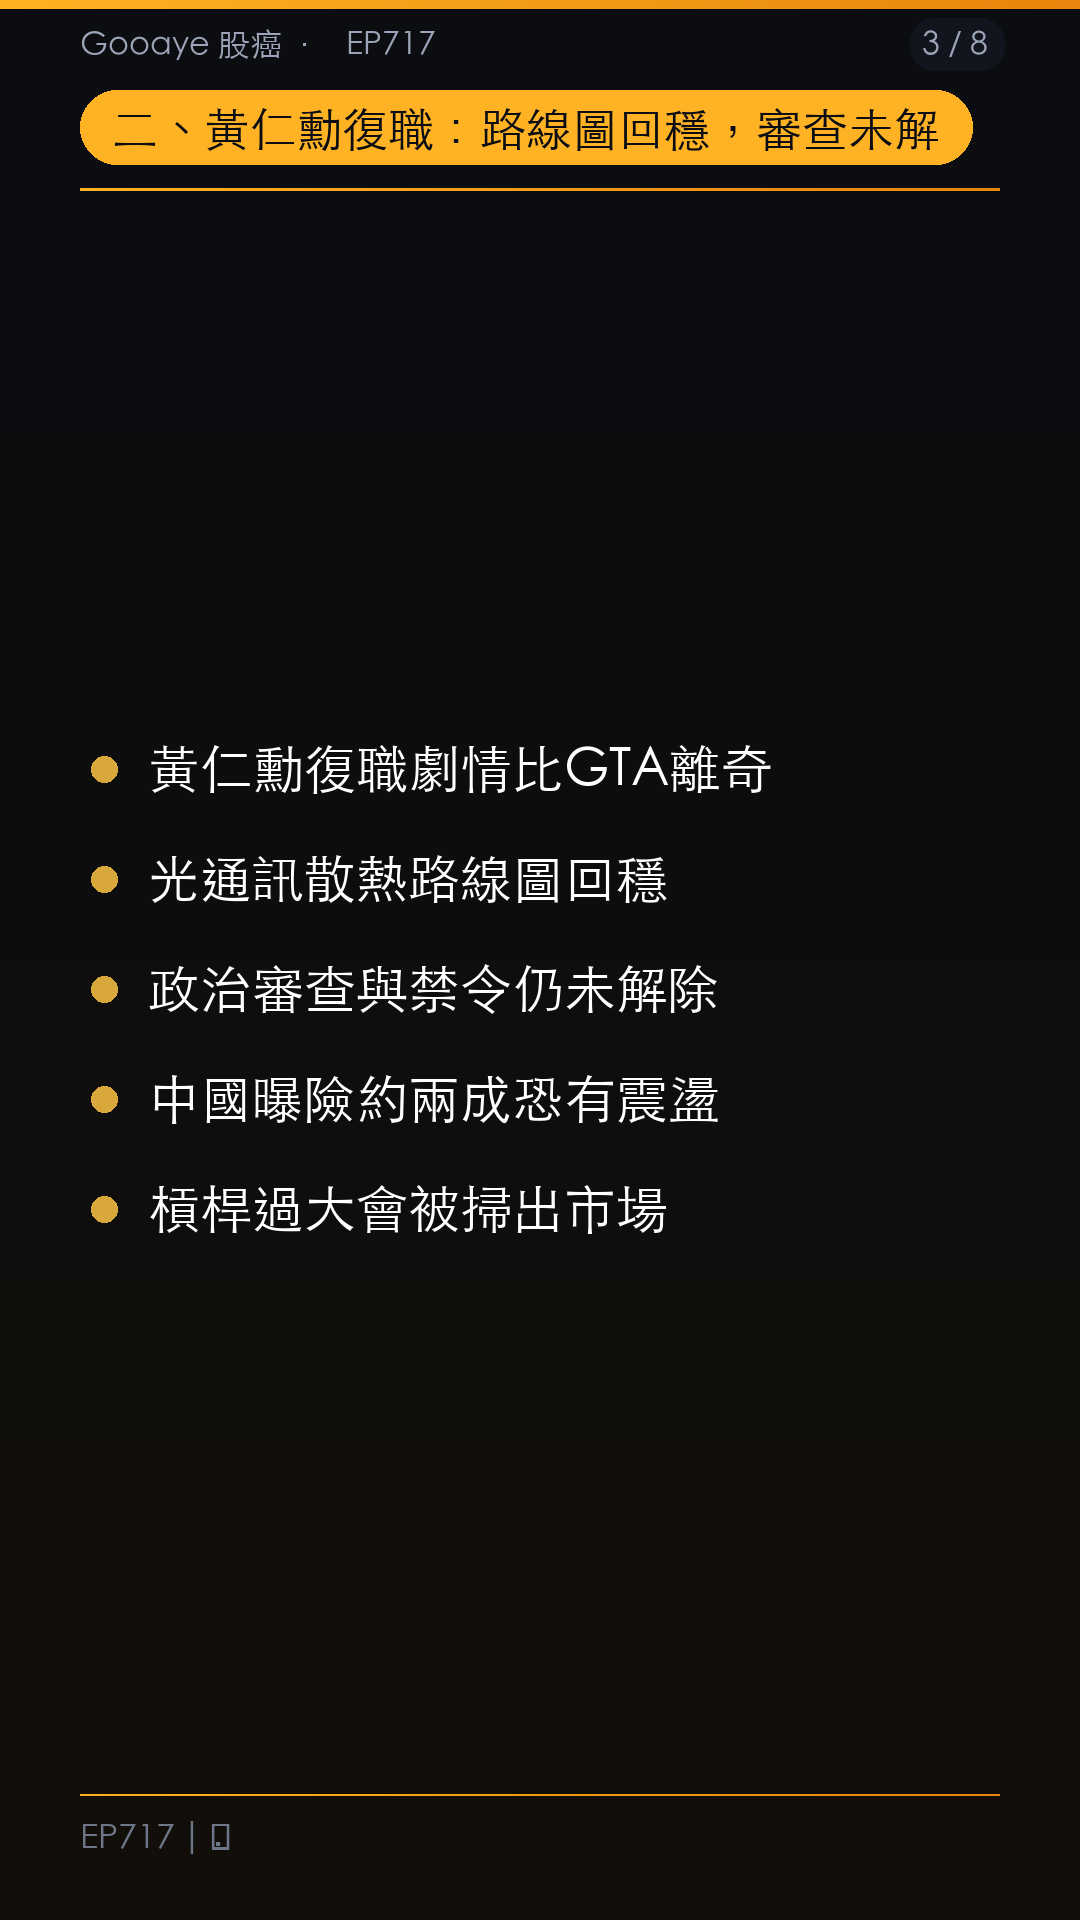 Gooaye 股癌 · EP717
3 / 8
二、黃仁勳復職：路線圖回穩，審查未解
黃仁勳復職劇情比GTA離奇
光通訊散熱路線圖回穩
政治審查與禁令仍未解除
中國曝險約兩成恐有震盪
槓桿過大會被掃出市場
EP717 |